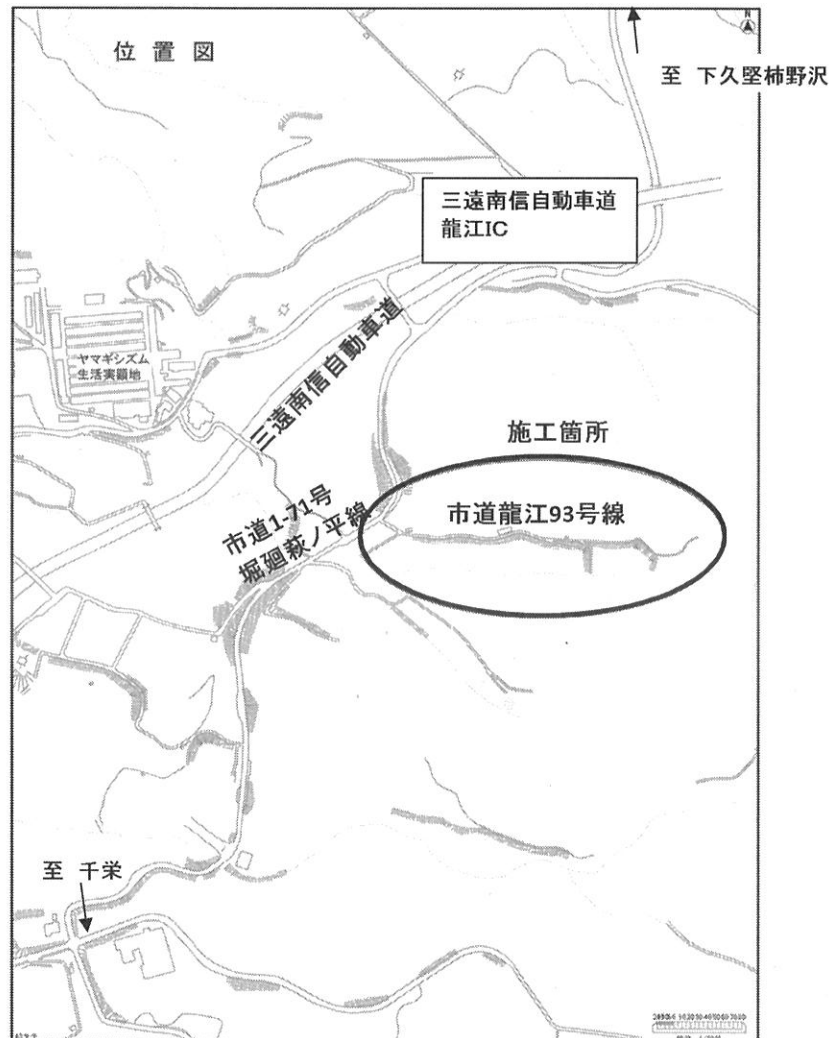 位 置 図
N
至 下久堅柿野沢
三遠南信自動車道
龍江IC
三遠南信自動車道
ヤマギシズム
生活実顕地
施工箇所
市道龍江93号線
市道1-71号
堀廻萩ノ平線
至 千栄